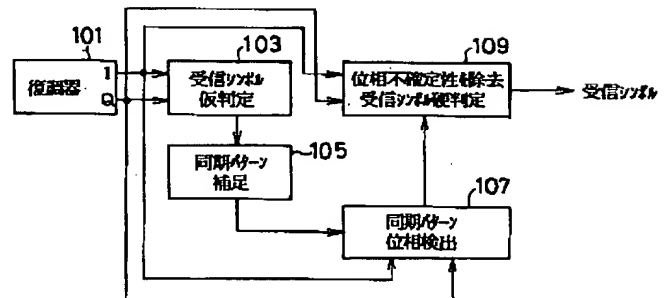 101
復調器
I
Q
103
受信シンボル
仮判定
105
同期パターン
補足
107
同期パターン
位相検出
109
位相不確定性を除去
受信シンボル硬判定
受信シンボル